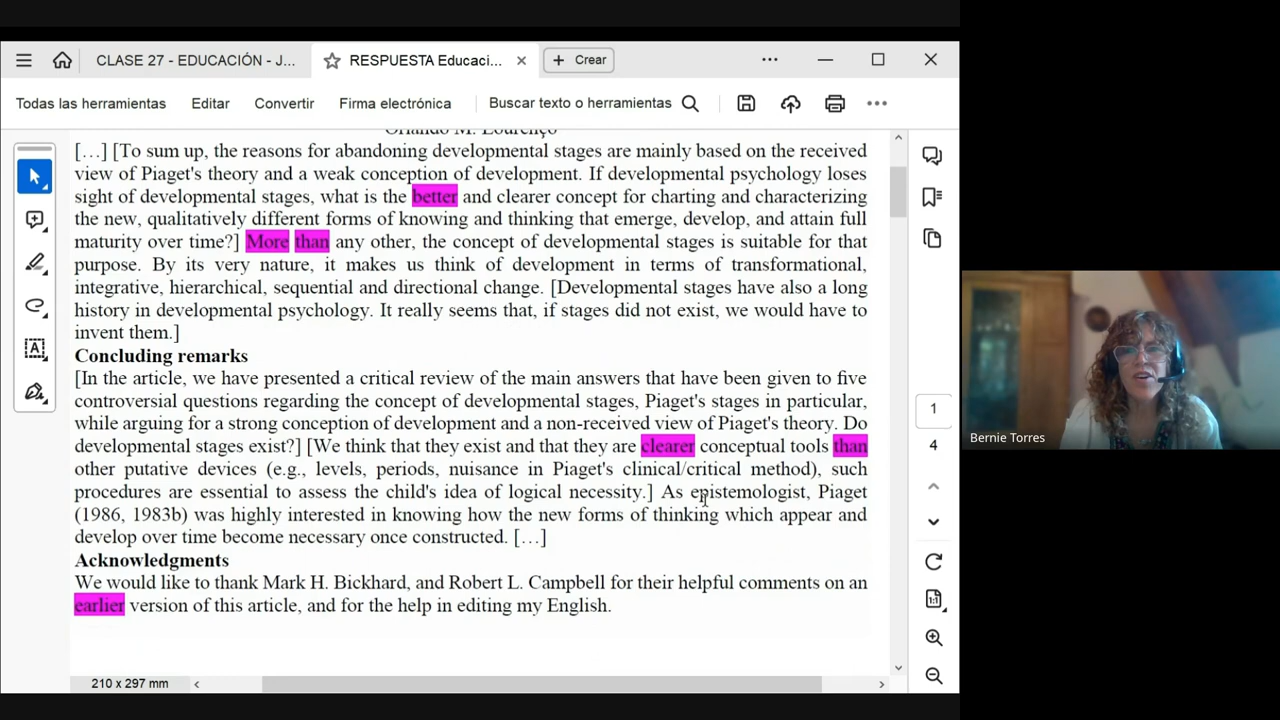 CLASE 27 - EDUCACIÓN - J...
RESPUESTA Educaci...
Crear
Todas las herramientas
Editar
Convertir
Firma electrónica
Buscar texto o herramientas
Orlando M. Lourenço
[…] [To sum up, the reasons for abandoning developmental stages are mainly based on the received
view of Piaget's theory and a weak conception of development. If developmental psychology loses
sight of developmental stages, what is the better and clearer concept for charting and characterizing
the new, qualitatively different forms of knowing and thinking that emerge, develop, and attain full
maturity over time?] More than any other, the concept of developmental stages is suitable for that
purpose. By its very nature, it makes us think of development in terms of transformational,
integrative, hierarchical, sequential and directional change. [Developmental stages have also a long
history in developmental psychology. It really seems that, if stages did not exist, we would have to
invent them.]
Concluding remarks
[In the article, we have presented a critical review of the main answers that have been given to five
controversial questions regarding the concept of developmental stages, Piaget's stages in particular,
while arguing for a strong conception of development and a non-received view of Piaget's theory. Do
developmental stages exist?] [We think that they exist and that they are clearer conceptual tools than
other putative devices (e.g., levels, periods, nuisance in Piaget's clinical/critical method), such
procedures are essential to assess the child's idea of logical necessity.] As epistemologist, Piaget
(1986, 1983b) was highly interested in knowing how the new forms of thinking which appear and
develop over time become necessary once constructed. […]
Acknowledgments
We would like to thank Mark H. Bickhard, and Robert L. Campbell for their helpful comments on an
earlier version of this article, and for the help in editing my English.
210 x 297 mm
1
4
1:1
Bernie Torres